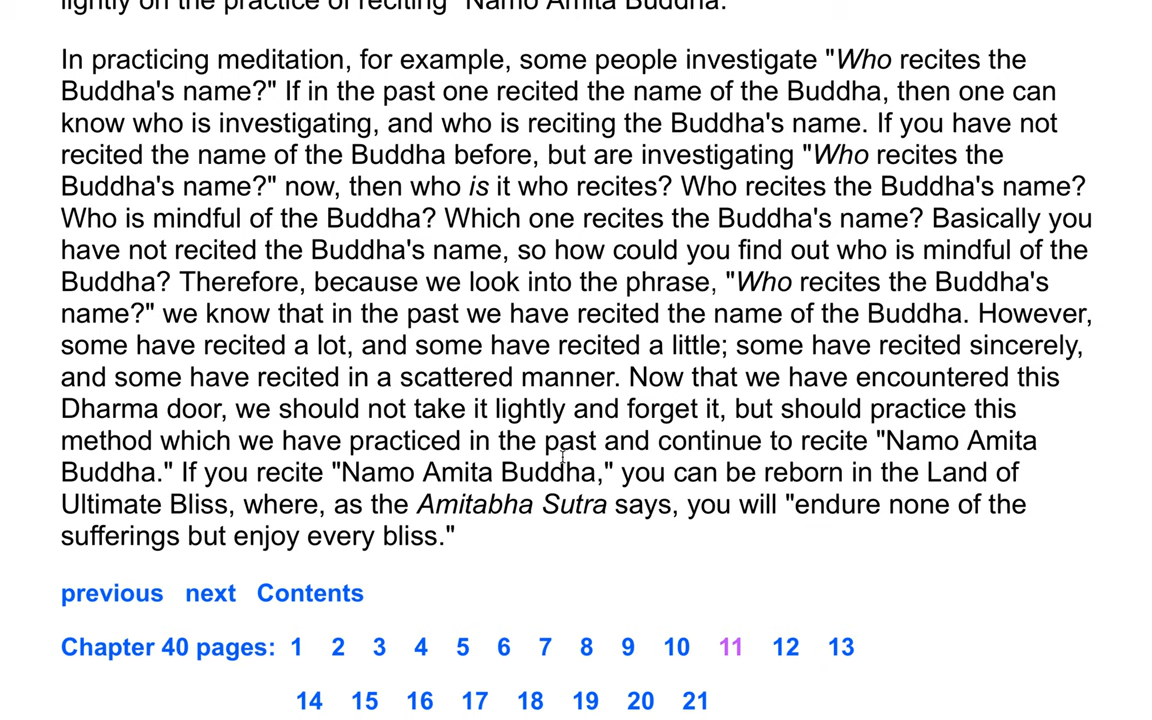 lightly on the practice of reciting "Namo Amita Buddha."
In practicing meditation, for example, some people investigate "Who recites the
Buddha's name?" If in the past one recited the name of the Buddha, then one can
know who is investigating, and who is reciting the Buddha's name. If you have not
recited the name of the Buddha before, but are investigating "Who recites the
Buddha's name?" now, then who is it who recites? Who recites the Buddha's name?
Who is mindful of the Buddha? Which one recites the Buddha's name? Basically you
have not recited the Buddha's name, so how could you find out who is mindful of the
Buddha? Therefore, because we look into the phrase, "Who recites the Buddha's
name?" we know that in the past we have recited the name of the Buddha. However,
some have recited a lot, and some have recited a little; some have recited sincerely,
and some have recited in a scattered manner. Now that we have encountered this
Dharma door, we should not take it lightly and forget it, but should practice this
method which we have practiced in the past and continue to recite "Namo Amita
Buddha." If you recite "Namo Amita Buddha," you can be reborn in the Land of
Ultimate Bliss, where, as the Amitabha Sutra says, you will "endure none of the
sufferings but enjoy every bliss."
previous next Contents
Chapter 40 pages: 1 2 3 4 5 6 7 8 9 10 11 12 13
14 15 16 17 18 19 20 21